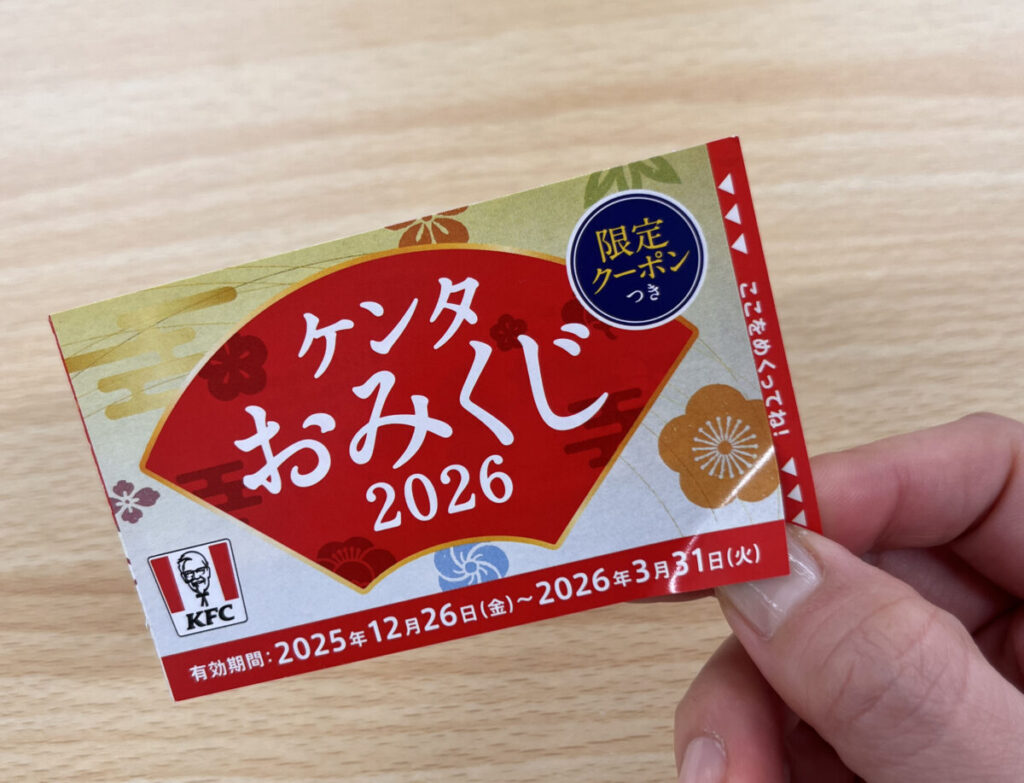 限定
クーポン
つき
ケンタ
おみくじ
2026
ここをめくってね!
KFC
有効期間:2025年12月26日(金)~2026年3月31日(火)